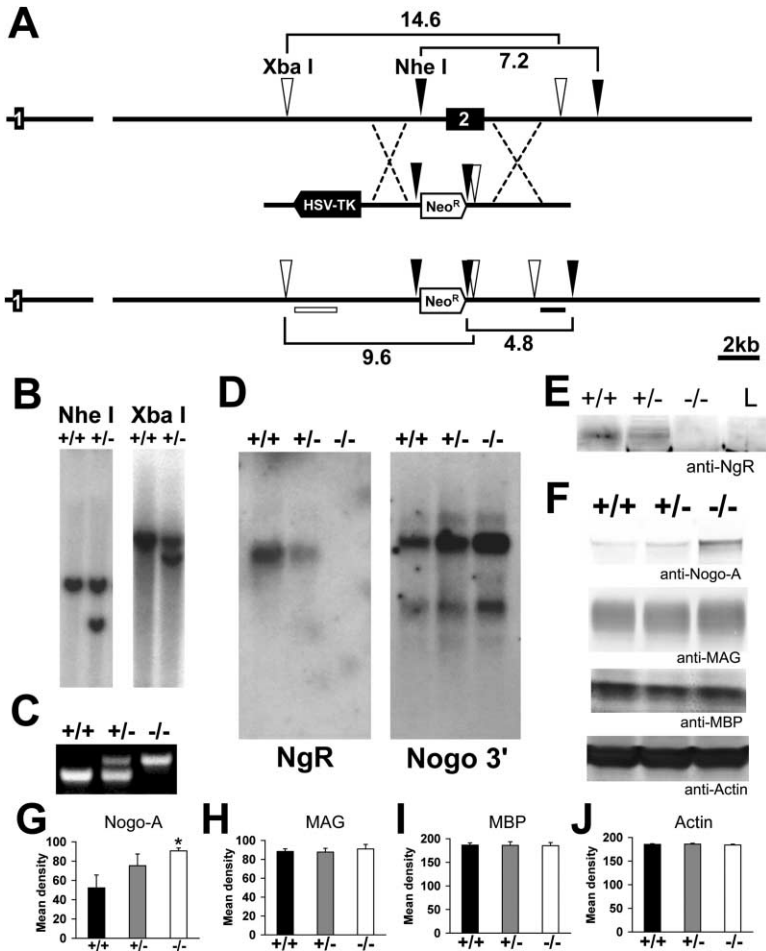 A
14.6
Xba I Nhe I 7.2
1 2
HSV-TK Neo^R
1 Neo^R
9.6 4.8 2kb
B
Nhe I Xba I
+/+ +/- +/+ +/-
C
+/+ +/- -/-
D
+/+ +/- -/- +/+ +/- -/-
NgR Nogo 3'
E
+/+ +/- -/- L
anti-NgR
F
+/+ +/- -/-
anti-Nogo-A
anti-MAG
anti-MBP
anti-Actin
G Nogo-A
Mean density
100
80
60
40
20
0
*
+/+ +/- -/-
H MAG
Mean density
100
80
60
40
20
0
+/+ +/- -/-
I MBP
Mean density
200
150
100
50
0
+/+ +/- -/-
J Actin
Mean density
200
150
100
50
0
+/+ +/- -/-